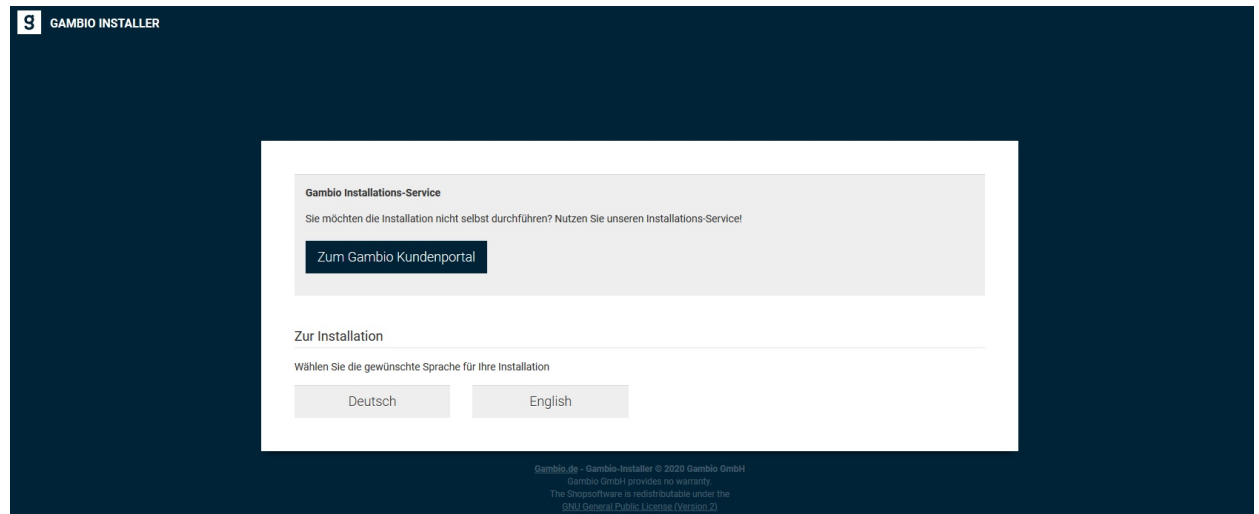 g GAMBIO INSTALLER
Gambio Installations-Service
Sie möchten die Installation nicht selbst durchführen? Nutzen Sie unseren Installations-Service!
Zum Gambio Kundenportal
Zur Installation
Wählen Sie die gewünschte Sprache für Ihre Installation
Deutsch English
Gambio.de - Gambio-Installer © 2020 Gambio GmbH
Gambio GmbH provides no warranty.
The Shopsoftware is redistributable under the
GNU General Public License (Version 2)